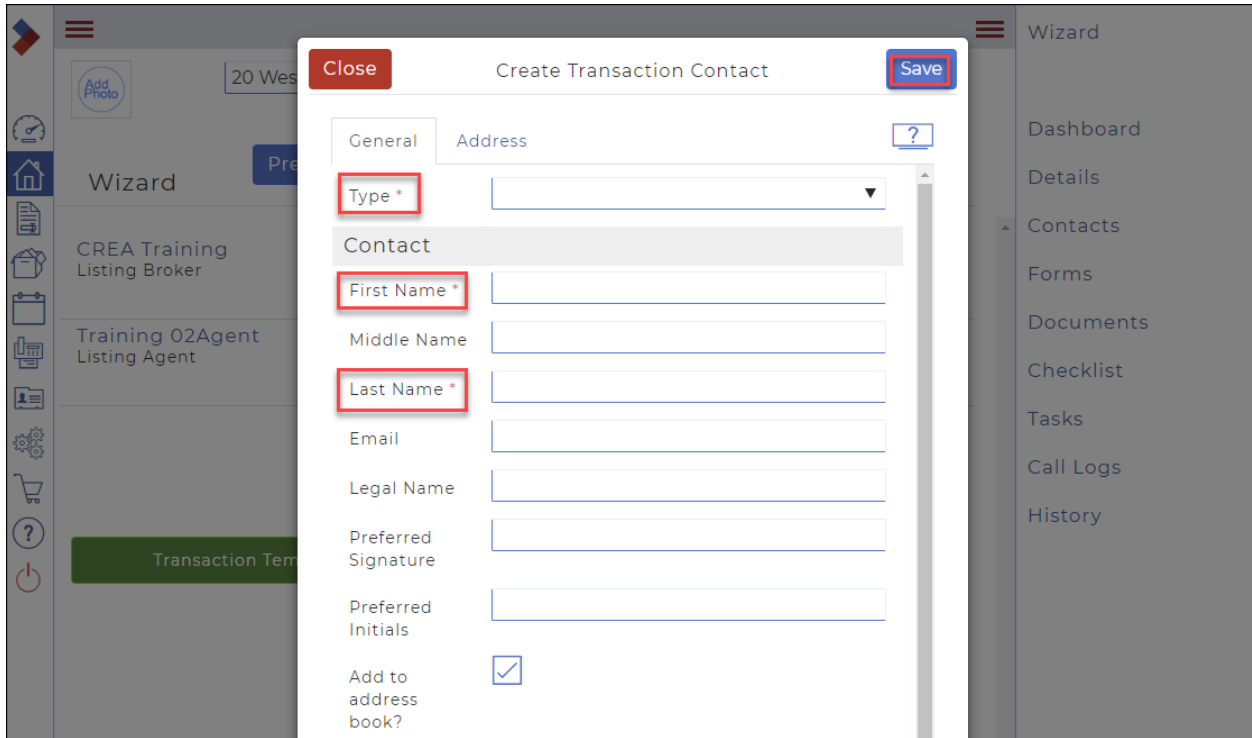 Add
Photo
20 Wes
Wizard
Pre
CREA Training
Listing Broker
Training 02Agent
Listing Agent
Transaction Tem
Close
Create Transaction Contact
Save
General
Address
?
Type *
▼
Contact
First Name *
Middle Name
Last Name *
Email
Legal Name
Preferred
Signature
Preferred
Initials
Add to
address
book?
Wizard
Dashboard
Details
Contacts
Forms
Documents
Checklist
Tasks
Call Logs
History
?